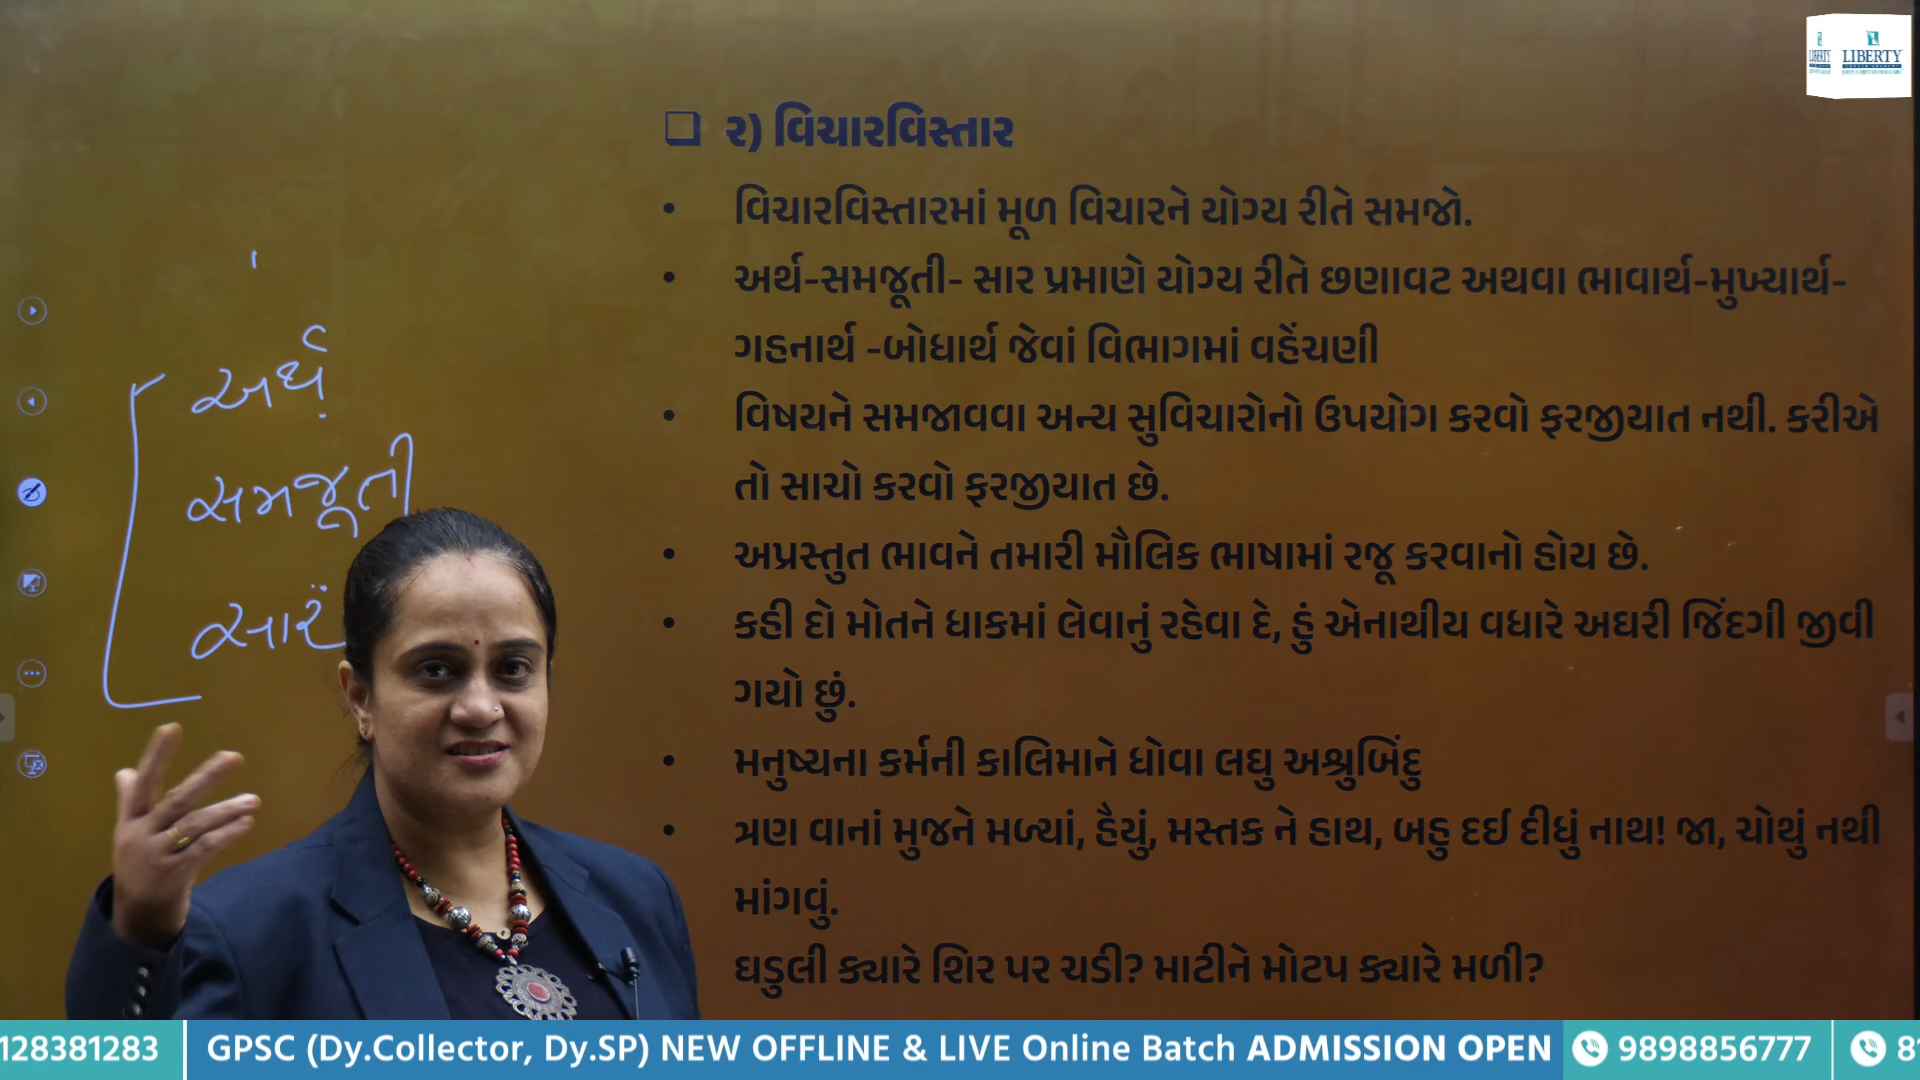 LIBERTY
LIBERTY
૨) વિચારવિસ્તાર
• વિચારવિસ્તારમાં મૂળ વિચારને યોગ્ય રીતે સમજો.
• અર્થ-સમજૂતી- સાર પ્રમાણે યોગ્ય રીતે છણાવટ અથવા ભાવાર્થ-મુખ્યાર્થ-
ગહનાર્થ -બોધાર્થ જેવાં વિભાગમાં વહેંચણી
• વિષયને સમજાવવા અન્ય સુવિચારોનો ઉપયોગ કરવો ફરજીયાત નથી. કરીએ
તો સાચો કરવો ફરજીયાત છે.
• અપ્રસ્તુત ભાવને તમારી મૌલિક ભાષામાં રજૂ કરવાનો હોય છે.
• કહી દો મોતને ધાકમાં લેવાનું રહેવા દે, હું એનાથીય વધારે અઘરી જિંદગી જીવી
ગયો છું.
• મનુષ્યના કર્મની કાલિમાને ધોવા લઘુ અશ્રુબિંદુ
• ત્રણ વાનાં મુજને મળ્યાં, હૈયું, મસ્તક ને હાથ, બહુ દઈ દીધું નાથ! જા, ચોથું નથી
માંગવું.
ઘડુલી ક્યારે શિર પર ચડી? માટીને મોટપ ક્યારે મળી?
અર્થ
સમજૂતી
સાર
128381283
GPSC (Dy.Collector, Dy.SP) NEW OFFLINE & LIVE Online Batch ADMISSION OPEN
9898856777